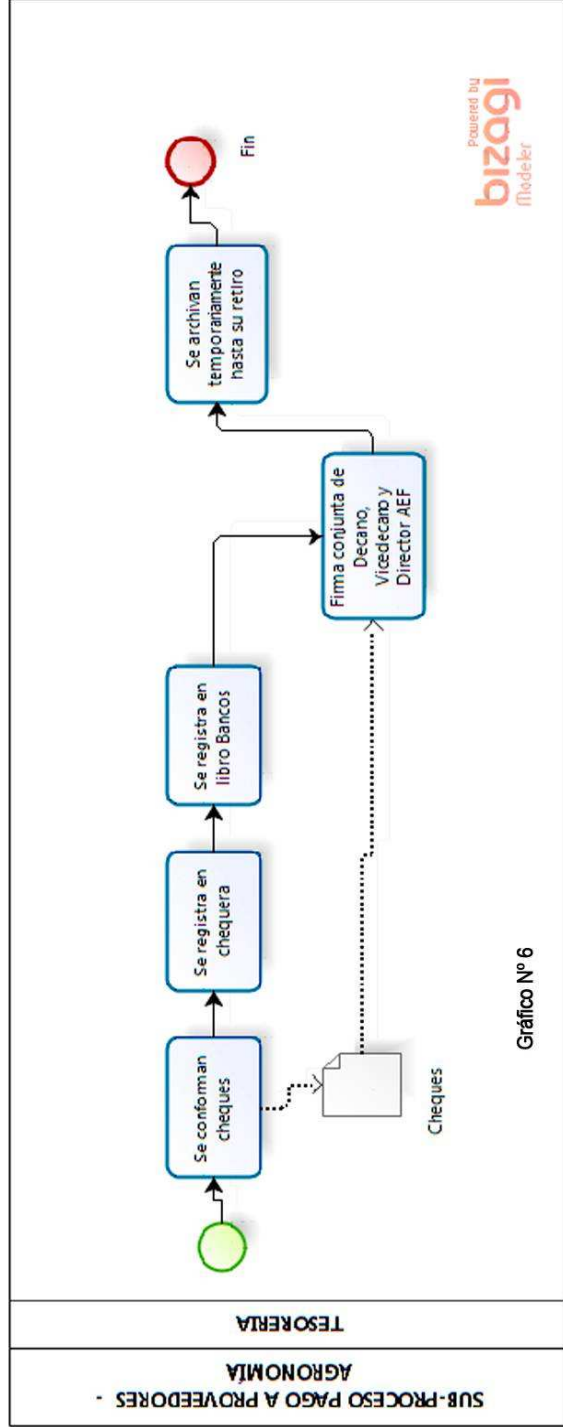 SUB-PROCESO PAGO A PROVEEDORES -
AGRONOMÍA
TESORERIA
Se conforman
cheques
Se registra en
chequera
Se registra en
libro Bancos
Cheques
Firma conjunta de
Decano,
Vicedecano y
Director AEF
Se archivan
temporariamente
hasta su retiro
Fin
Gráfico Nº 6
Powered by
bizagi
Modeler